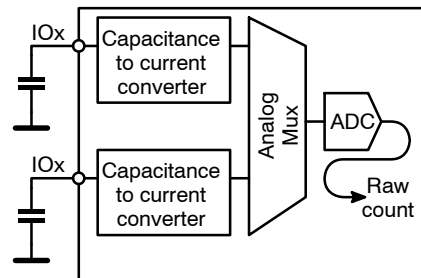 IOx
Capacitance
to current
converter
Analog
Mux
ADC
Raw
count
IOx
Capacitance
to current
converter